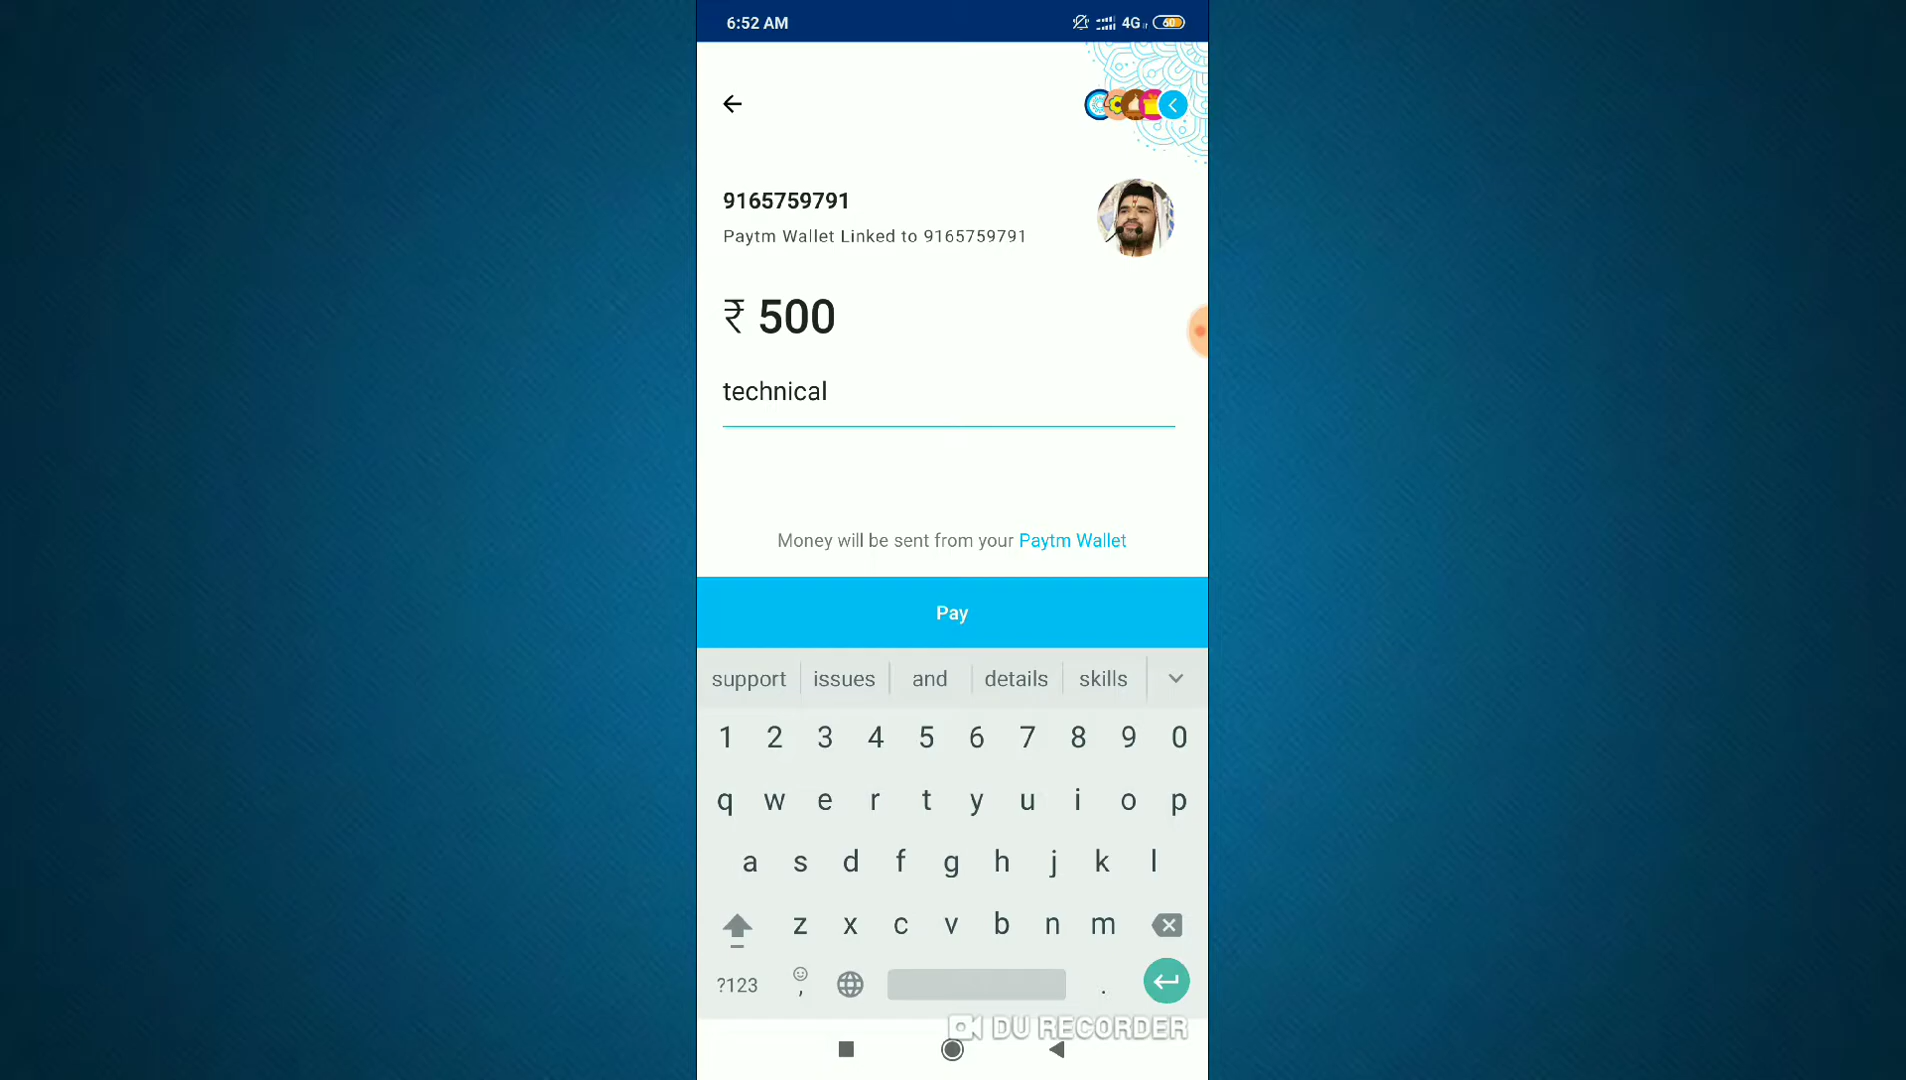 6:52 AM
4G
60
9165759791
Paytm Wallet Linked to 9165759791
₹ 500
technical
Money will be sent from your Paytm Wallet
Pay
support issues and details skills
1 2 3 4 5 6 7 8 9 0
q w e r t y u i o p
a s d f g h j k l
z x c v b n m
?123 , .
DU RECORDER